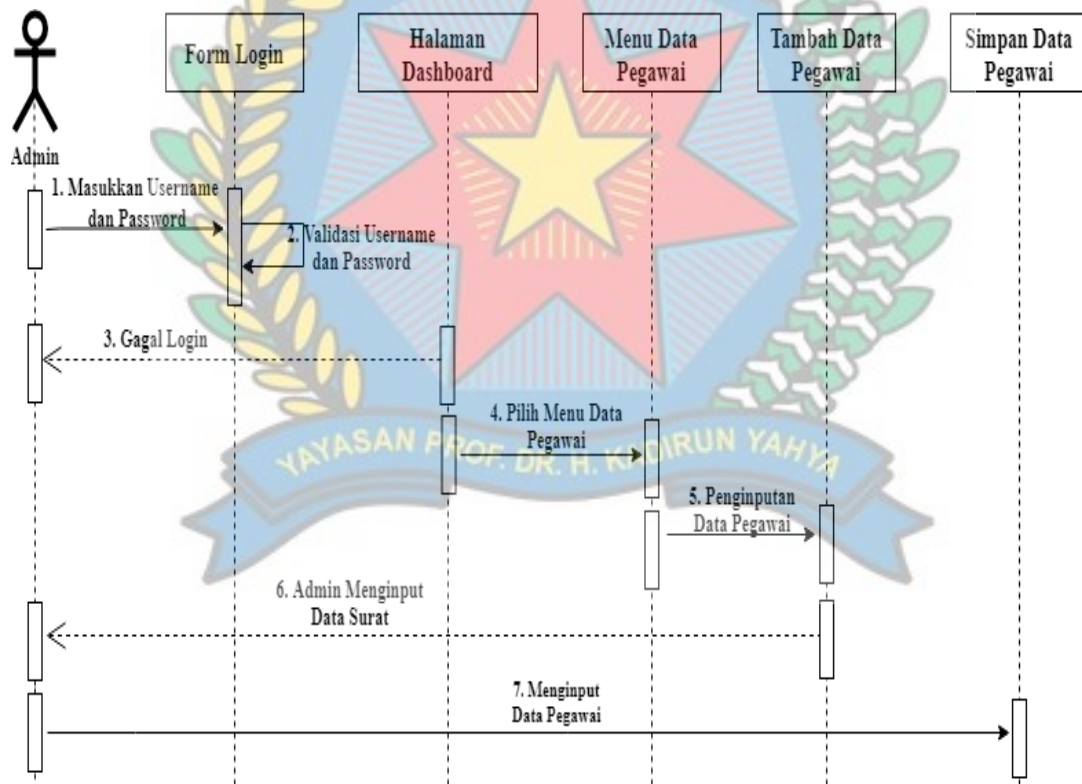 Form Login
Halaman
Dashboard
Menu Data
Pegawai
Tambah Data
Pegawai
Simpan Data
Pegawai
Admin
1. Masukkan Username
dan Password
2. Validasi Username
dan Password
3. Gagal Login
4. Pilih Menu Data
Pegawai
YAYASAN PROF. DR. H. KADIRUN YAHYA
5. Penginputan
Data Pegawai
6. Admin Menginput
Data Surat
7. Menginput
Data Pegawai